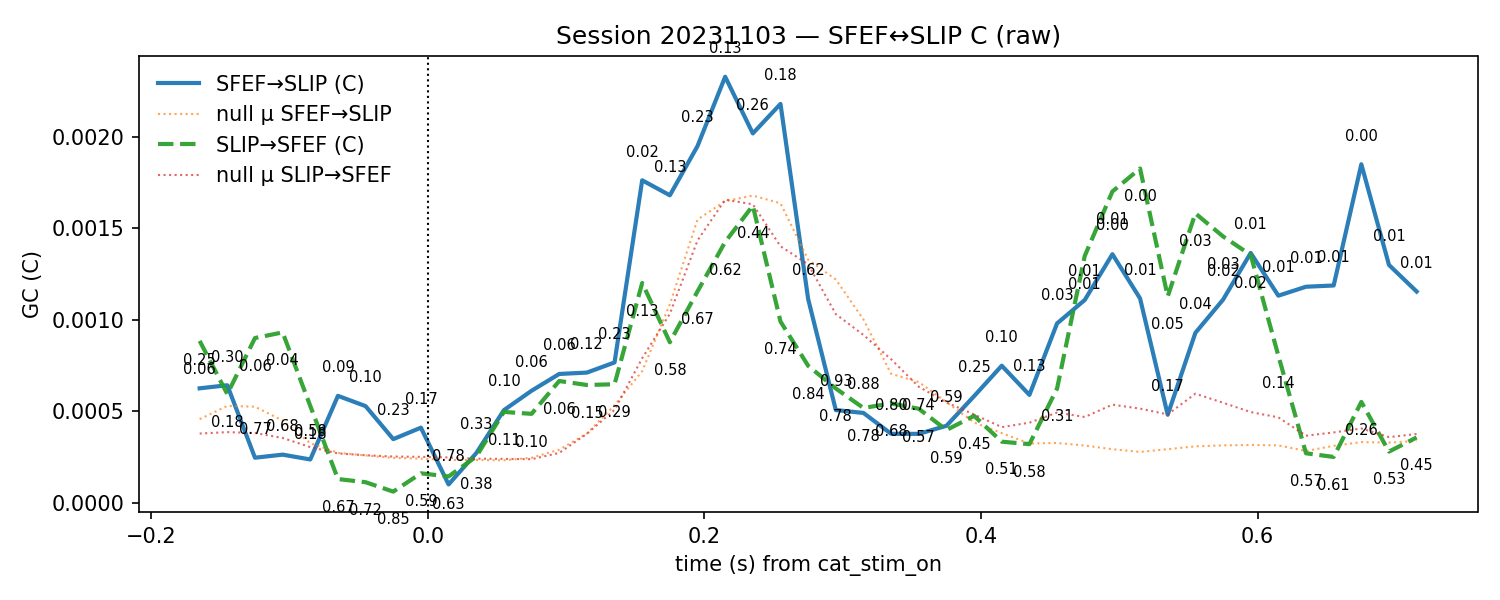 Session 20231103 — SFEF↔SLIP C (raw)
SFEF→SLIP (C)
null μ SFEF→SLIP
SLIP→SFEF (C)
null μ SLIP→SFEF
GC (C)
0.0020
0.0015
0.0010
0.0005
0.0000
−0.2
0.0
0.2
0.4
0.6
time (s) from cat_stim_on
0.25 0.30 0.77 0.68 0.58 0.09 0.10 0.23 0.17 0.78 0.33 0.10 0.06 0.06 0.12 0.23 0.02 0.13 0.23 0.13 0.26 0.18 0.62 0.93 0.88 0.80 0.74 0.59 0.25 0.10 0.13 0.03 0.01 0.01 0.01 0.17 0.04 0.02 0.01 0.01 0.01 0.01 0.00 0.01 0.01
0.06 0.18 0.06 0.04 0.67 0.72 0.85 0.59 0.63 0.38 0.11 0.10 0.06 0.15 0.29 0.13 0.58 0.67 0.62 0.44 0.74 0.84 0.78 0.78 0.68 0.57 0.59 0.45 0.51 0.58 0.31 0.01 0.00 0.00 0.05 0.03 0.03 0.02 0.14 0.57 0.61 0.26 0.53 0.45